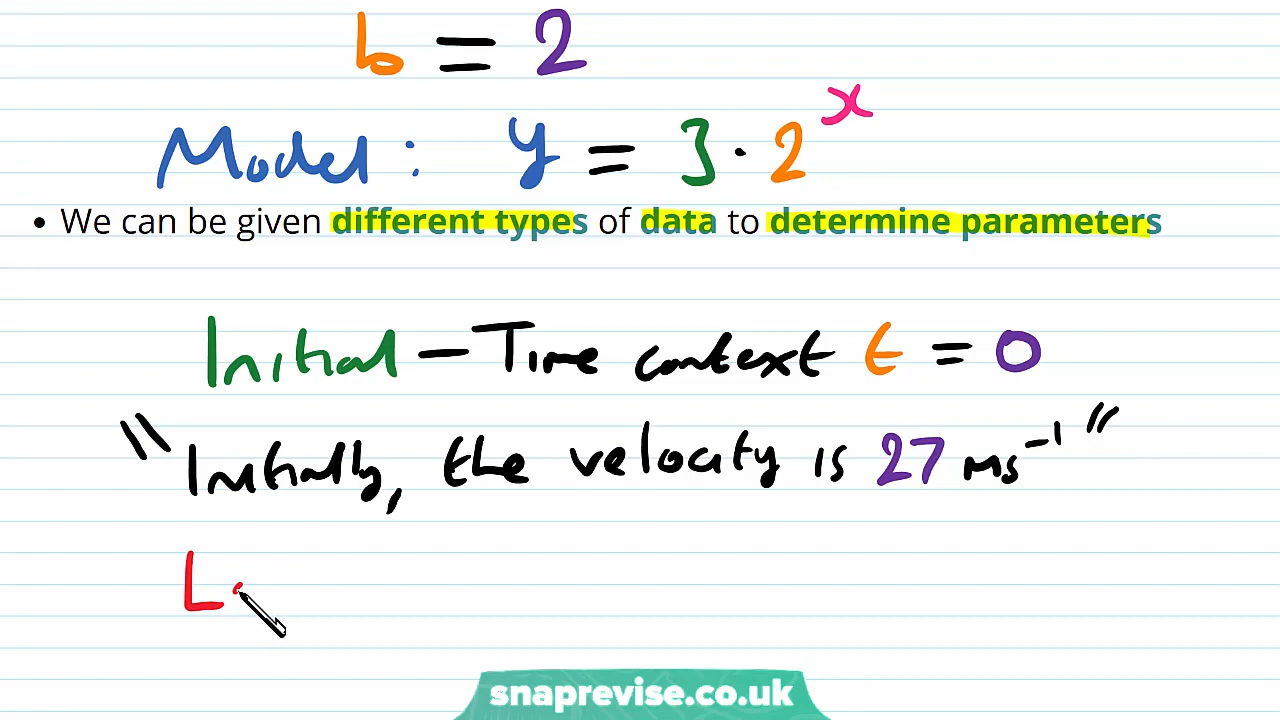 b = 2
Model: y = 3 · 2^x
• We can be given different types of data to determine parameters
Initial – Time context t = 0
"Initially, the velocity is 27 ms⁻¹"
L
snaprevise.co.uk